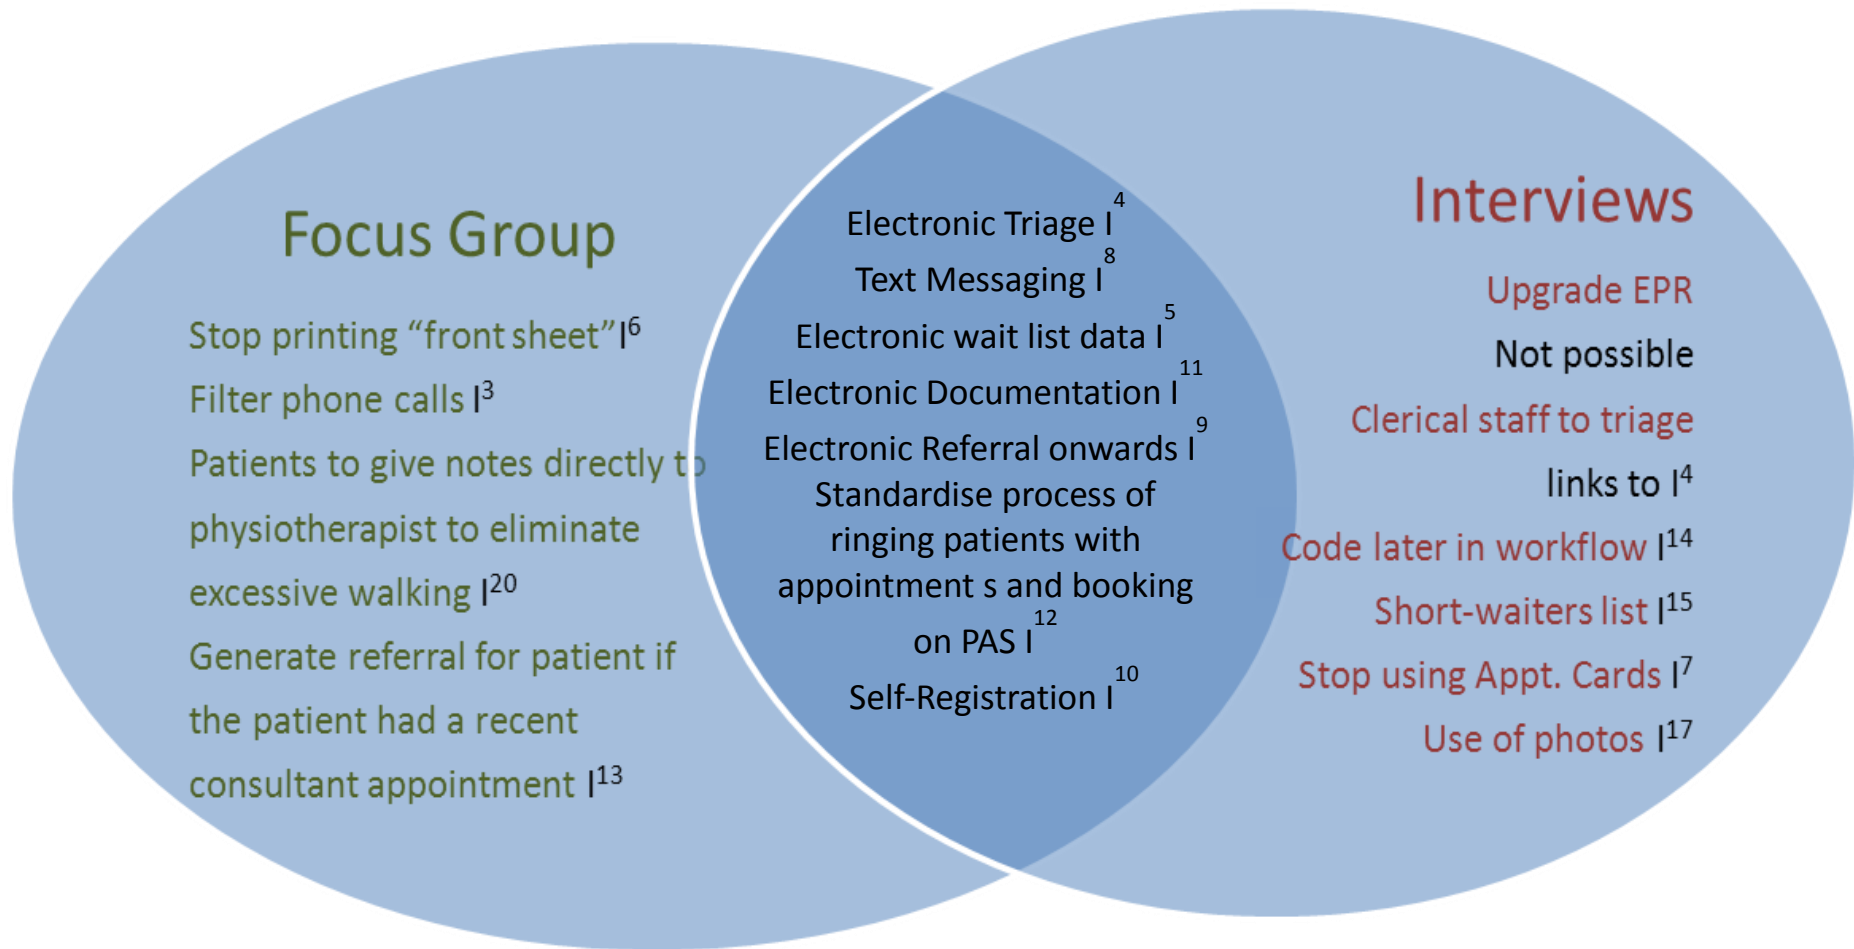 Focus Group
Stop printing “front sheet”I⁶
Filter phone calls I³
Patients to give notes directly to
physiotherapist to eliminate
excessive walking I²⁰
Generate referral for patient if
the patient had a recent
consultant appointment I¹³
Electronic Triage I⁴
Text Messaging I⁸
Electronic wait list data I⁵
Electronic Documentation I¹¹
Electronic Referral onwards I⁹
Standardise process of
ringing patients with
appointment s and booking
on PAS I¹²
Self-Registration I¹⁰
Interviews
Upgrade EPR
Not possible
Clerical staff to triage
links to I⁴
Code later in workflow I¹⁴
Short-waiters list I¹⁵
Stop using Appt. Cards I⁷
Use of photos I¹⁷